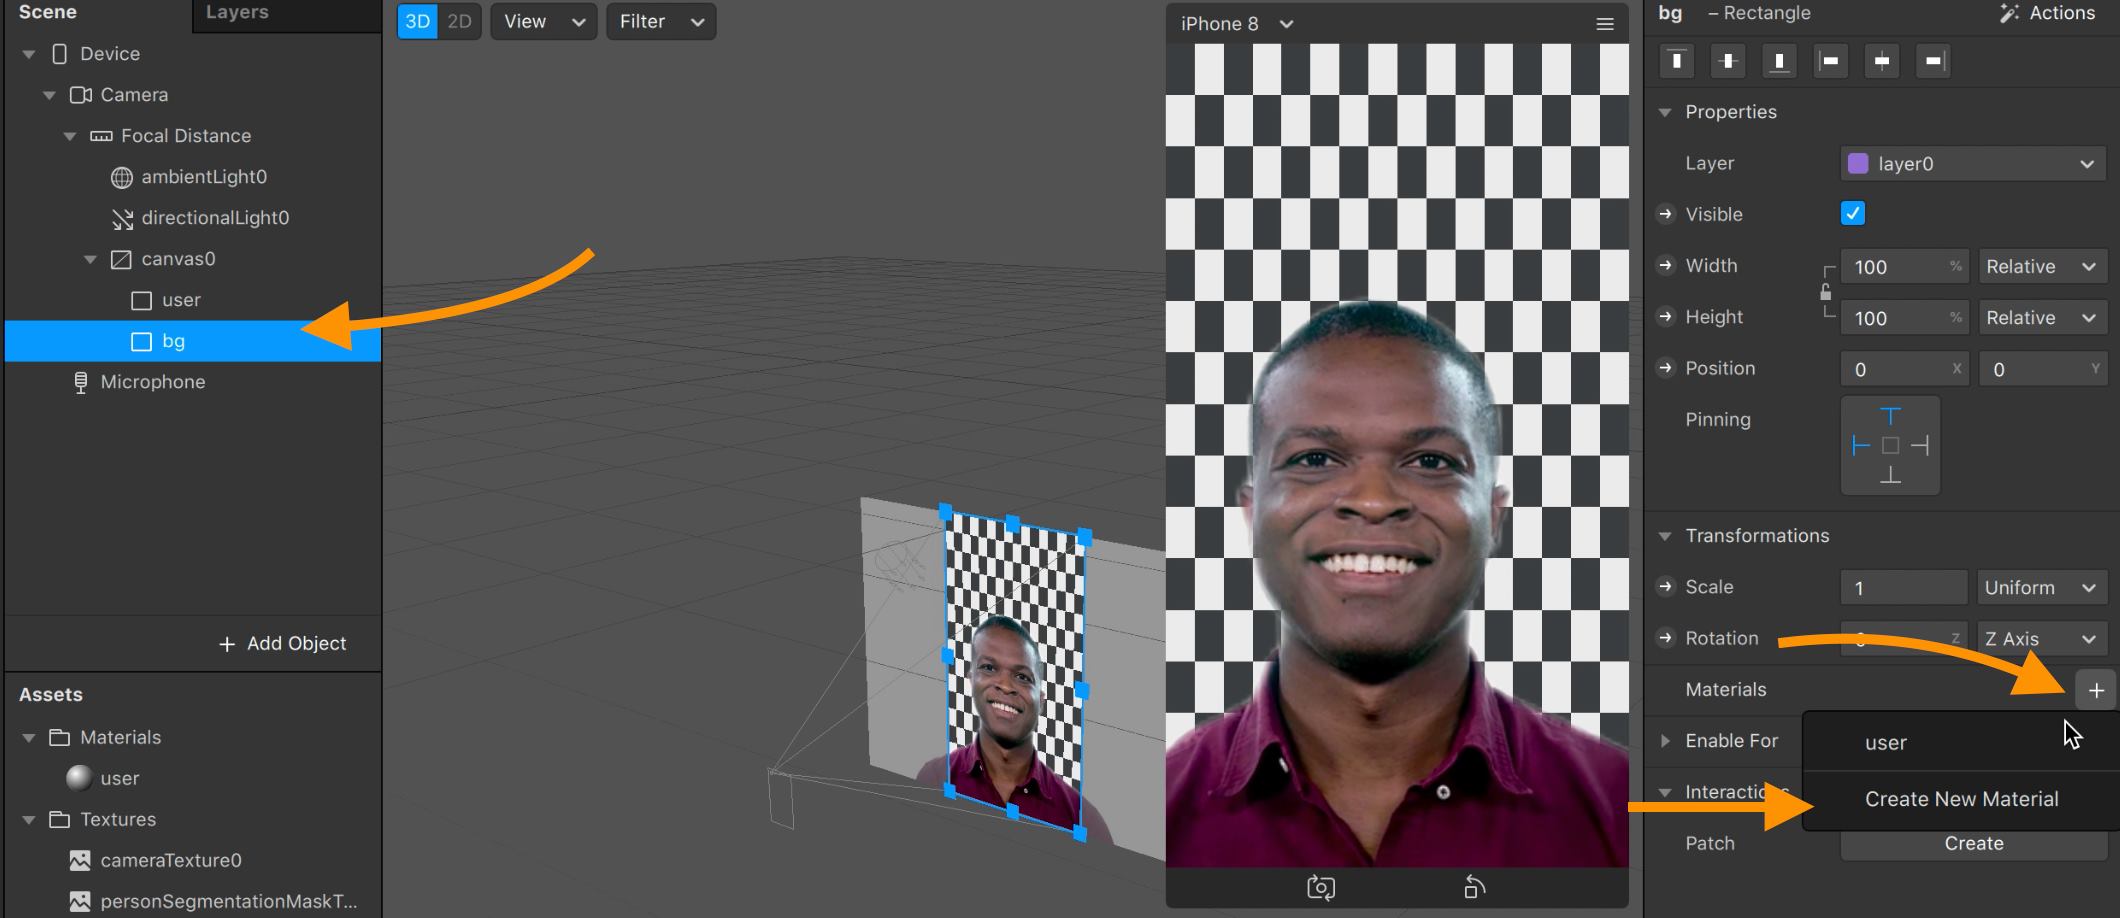 Scene
Layers
Device
Camera
Focal Distance
ambientLight0
directionalLight0
canvas0
user
bg
Microphone
+ Add Object
Assets
Materials
user
Textures
cameraTexture0
personSegmentationMaskT...
3D 2D
View
Filter
iPhone 8
bg – Rectangle
Actions
Properties
Layer layer0
Visible
Width 100 % Relative
Height 100 % Relative
Position 0 X 0 Y
Pinning
Transformations
Scale 1 Uniform
Rotation Z Z Axis
Materials +
user
Enable For
Create New Material
Patch Create